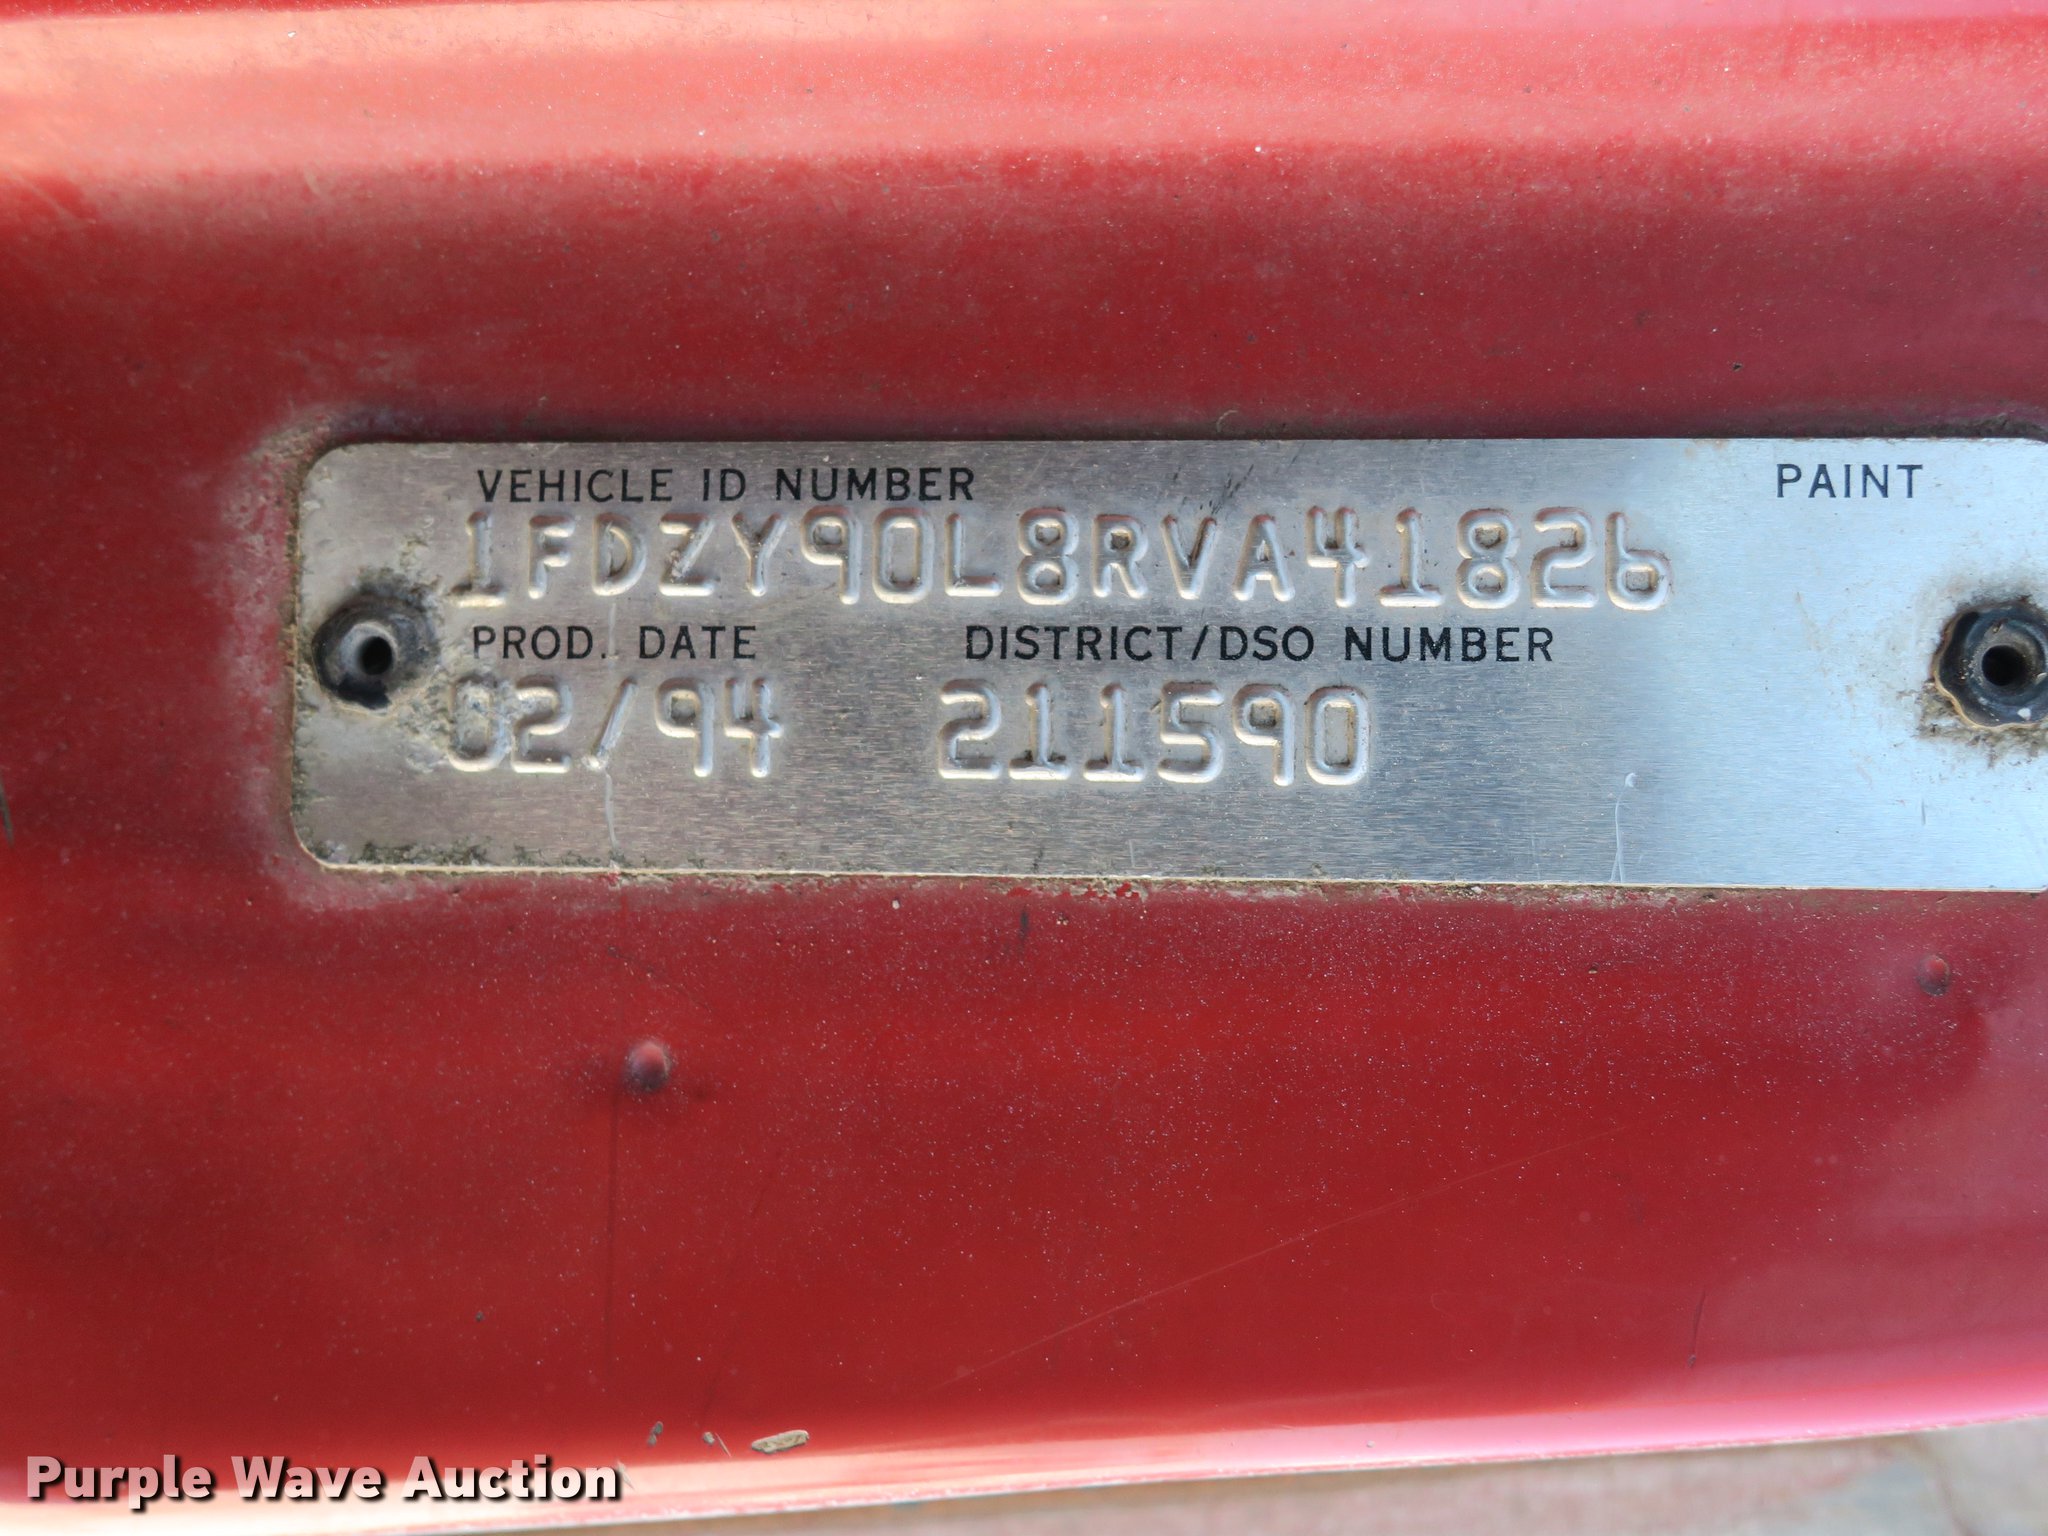 VEHICLE ID NUMBER PAINT
1FDZY90L8RVA41826
PROD. DATE DISTRICT/DSO NUMBER
02/94 211590
Purple Wave Auction